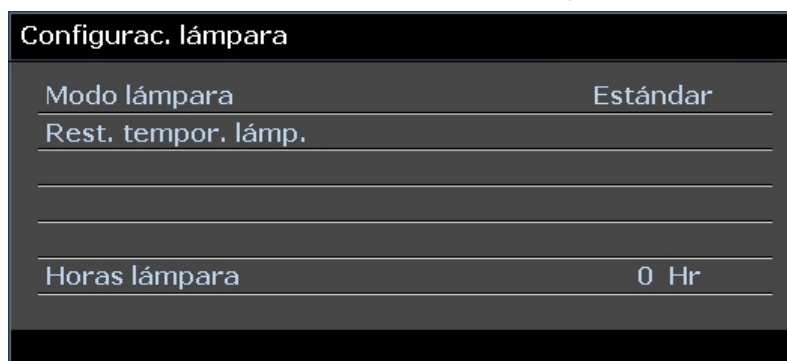 Configurac. lámpara
Modo lámpara Estándar
Rest. tempor. lámp.
Horas lámpara 0 Hr